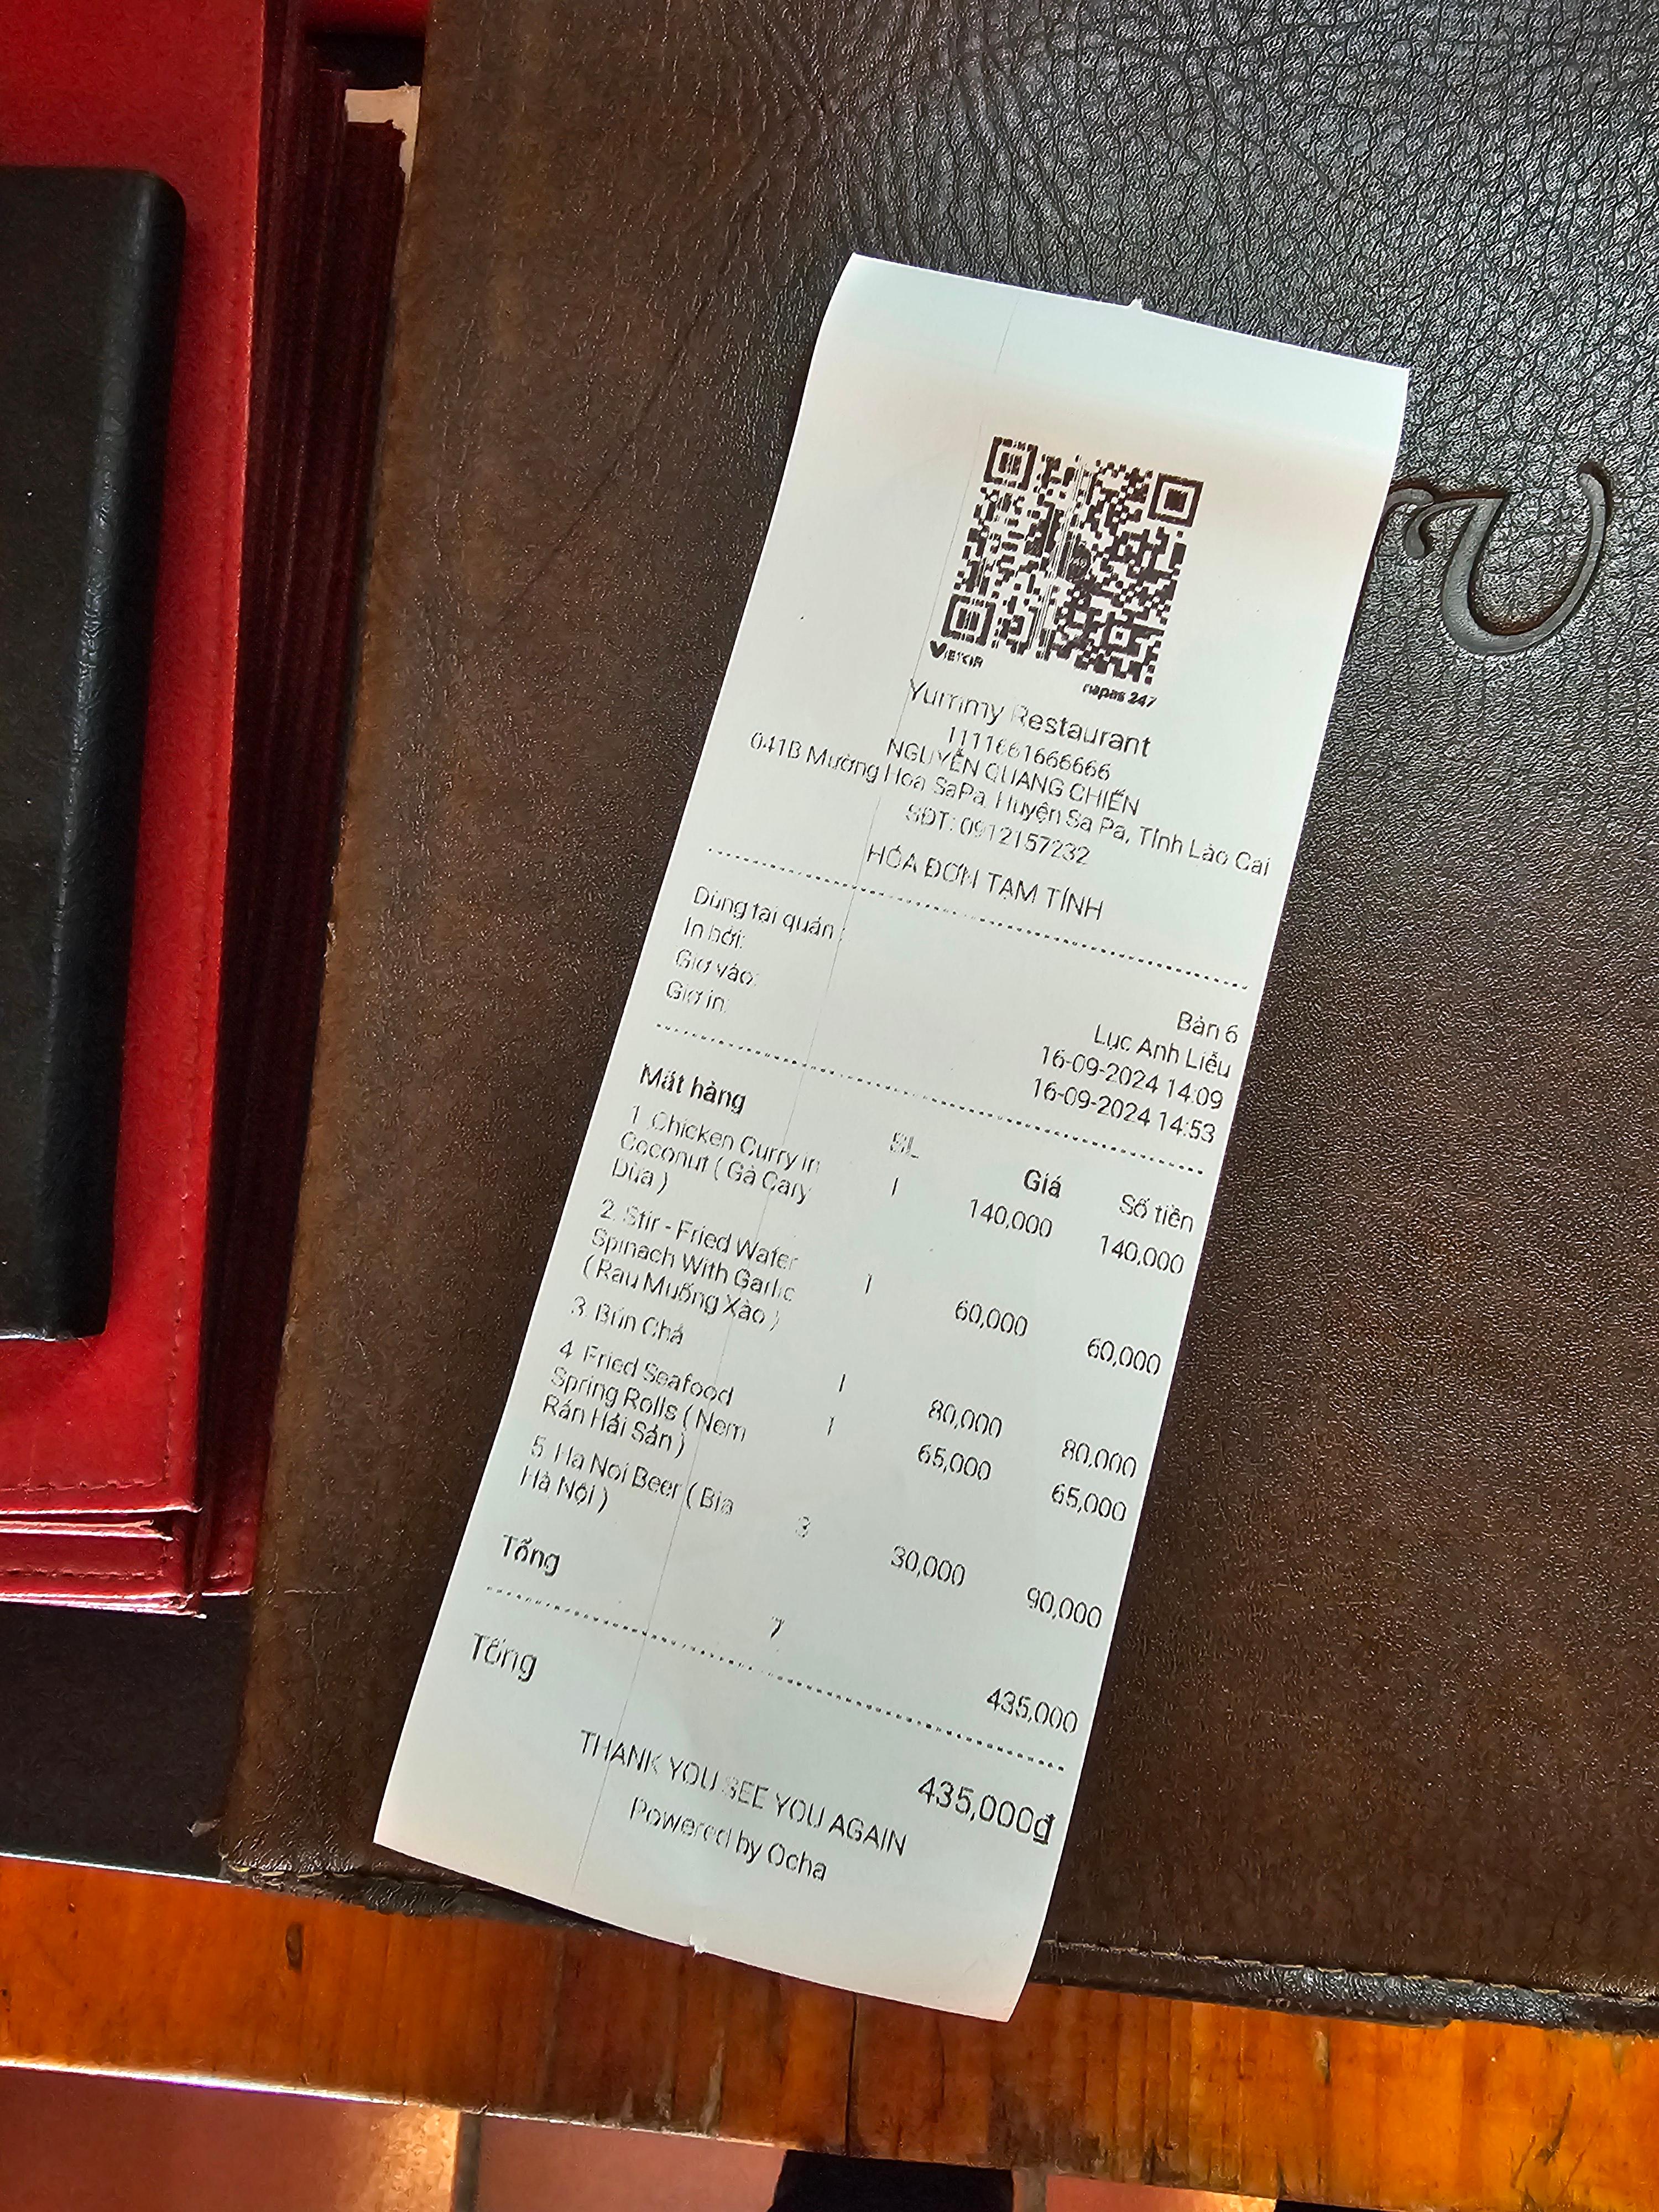 VIETQR
napas 247
Yummy Restaurant
1111661666666
NGUYỄN QUANG CHIẾN
041B Mường Hoa SaPa, Huyện Sa Pa, Tỉnh Lào Cai
SĐT: 0912157232
HÓA ĐƠN TẠM TÍNH
Dùng tại quán : Bàn 6
In bởi: Lục Anh Liễu
Giờ vào: 16-09-2024 14:09
Giờ in: 16-09-2024 14:53
Mặt hàng SL Giá Số tiền
1. Chicken Curry in 1 140,000 140,000
Coconut ( Gà Cary
Dừa )
2. Stir - Fried Water 1 60,000 60,000
Spinach With Garlic
( Rau Muống Xào )
3. Bún Chả 1 80,000 80,000
4. Fried Seafood 1 65,000 65,000
Spring Rolls ( Nem
Rán Hải Sản )
5. Ha Noi Beer ( Bia 3 30,000 90,000
Hà Nội )
Tổng 7 435,000
Tổng 435,000đ
THANK YOU SEE YOU AGAIN
Powered by Ocha